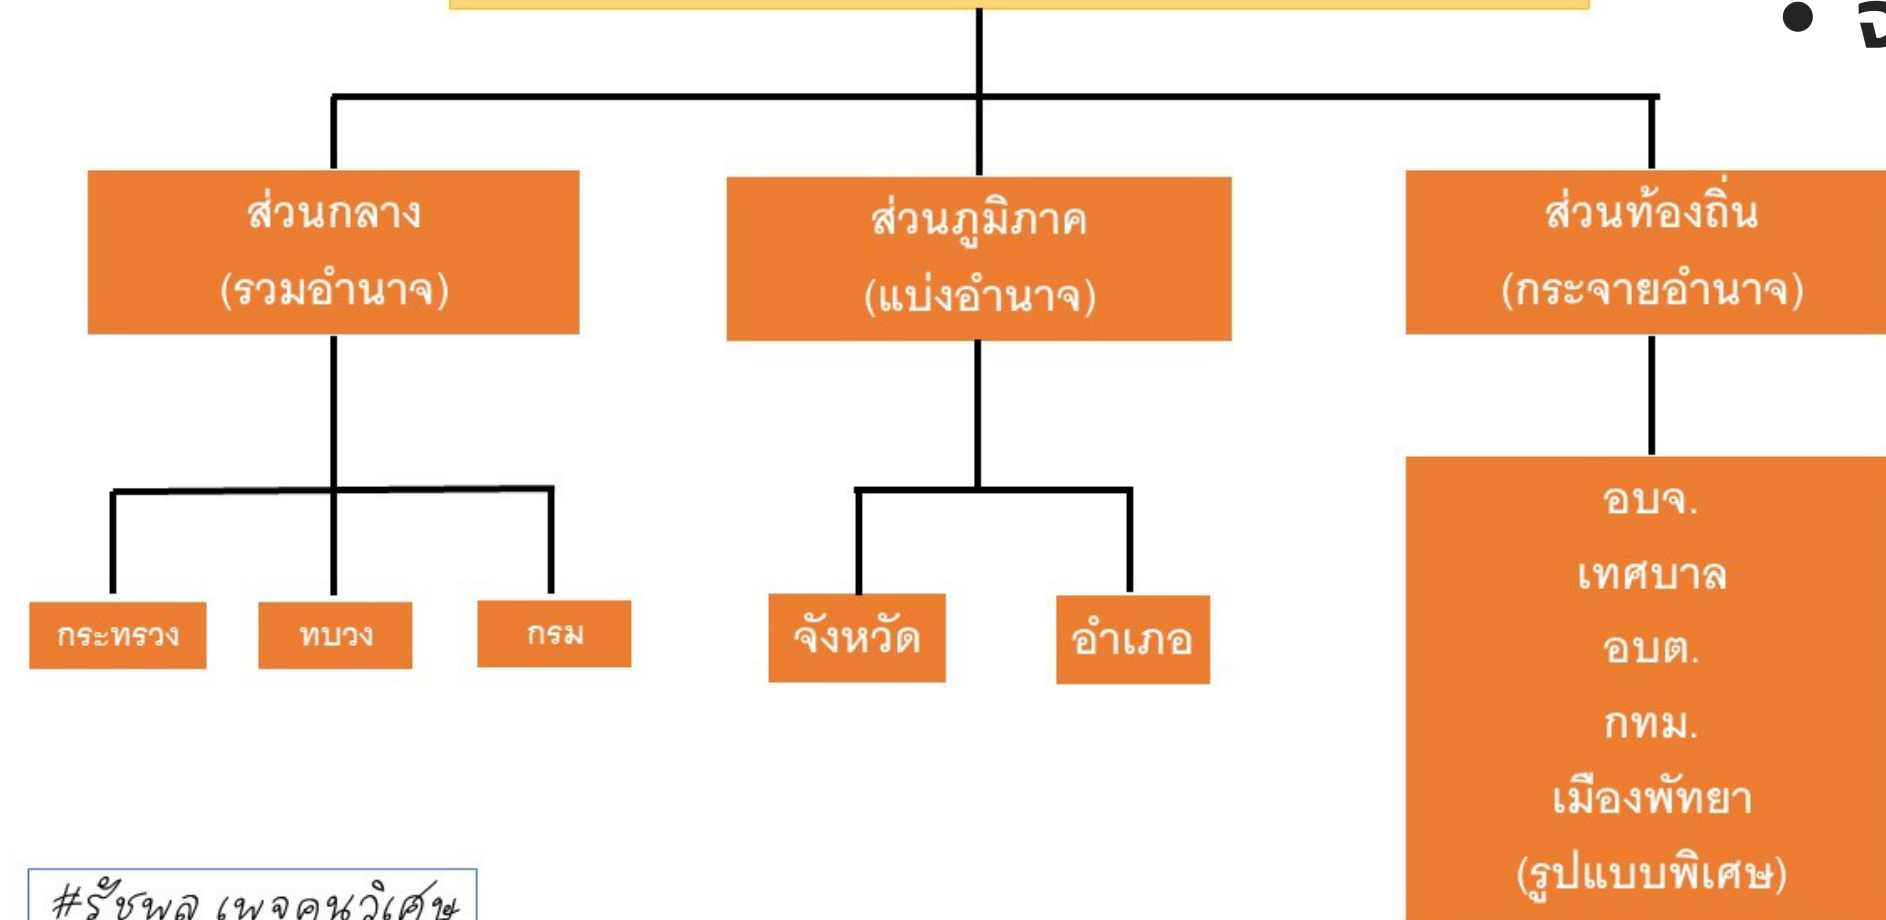 ส่วนกลาง
(รวมอำนาจ)
ส่วนภูมิภาค
(แบ่งอำนาจ)
ส่วนท้องถิ่น
(กระจายอำนาจ)
กระทรวง
ทบวง
กรม
จังหวัด
อำเภอ
อบจ.
เทศบาล
อบต.
กทม.
เมืองพัทยา
(รูปแบบพิเศษ)
#รัชพล เพจคนวิเศษ